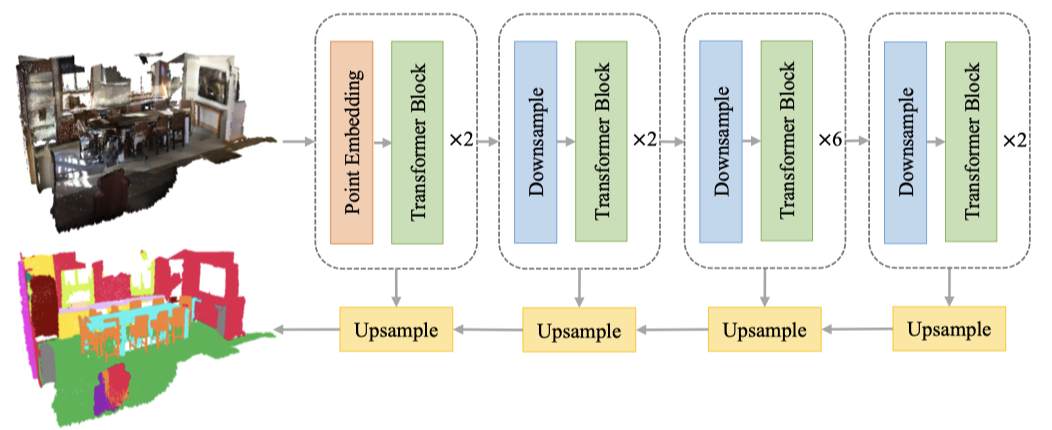 Point Embedding
Transformer Block
×2
Downsample
Transformer Block
×2
Downsample
Transformer Block
×6
Downsample
Transformer Block
×2
Upsample
Upsample
Upsample
Upsample